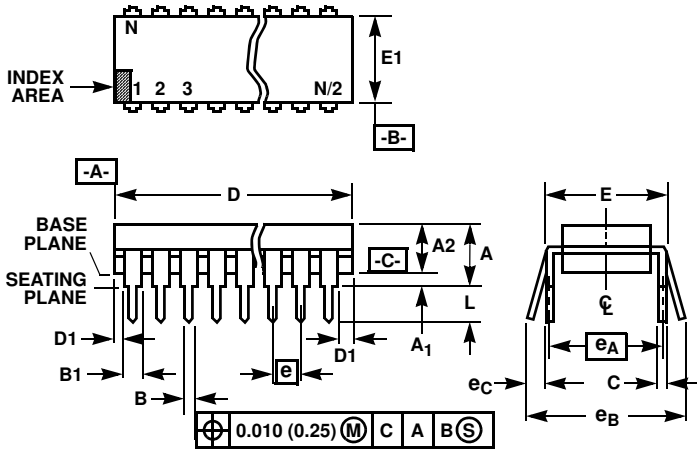 N
INDEX
AREA
1 2 3 N/2
E1
-B-
-A-
D
E
BASE
PLANE
A2
A
-C-
SEATING
PLANE
L
C
L
D1
A1
D1
eA
B1
e
eC
C
B
eB
0.010 (0.25) M C A B S